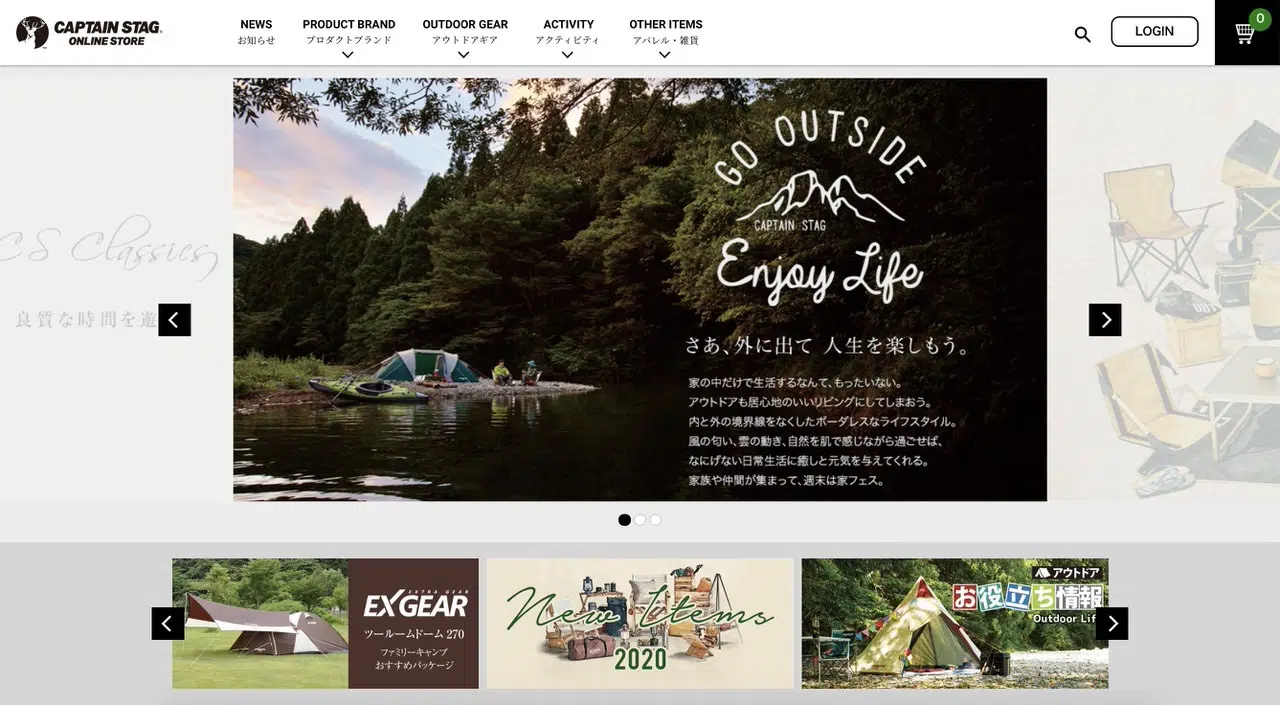 CAPTAIN STAG
ONLINE STORE
NEWS
お知らせ
PRODUCT BRAND
プロダクトブランド
OUTDOOR GEAR
アウトドアギア
ACTIVITY
アクティビティ
OTHER ITEMS
アパレル・雑貨
LOGIN
0
CS Classics
良質な時間を遊
GO OUTSIDE
CAPTAIN STAG
Enjoy Life
さあ、外に出て 人生を楽しもう。
家の中だけで生活するなんて、もったいない。
アウトドアも居心地のいいリビングにしてしまおう。
内と外の境界線をなくしたボーダレスなライフスタイル。
風の匂い、雲の動き、自然を肌で感じながら過ごせば、
なにげない日常生活に癒しと元気を与えてくれる。
家族や仲間が集まって、週末は家フェス。
EXTRA GEAR
EXGEAR
ツールームドーム 270
ファミリーキャンプ
おすすめパッケージ
New Items
2020
アウトドア
お役立ち情報
Outdoor Lif